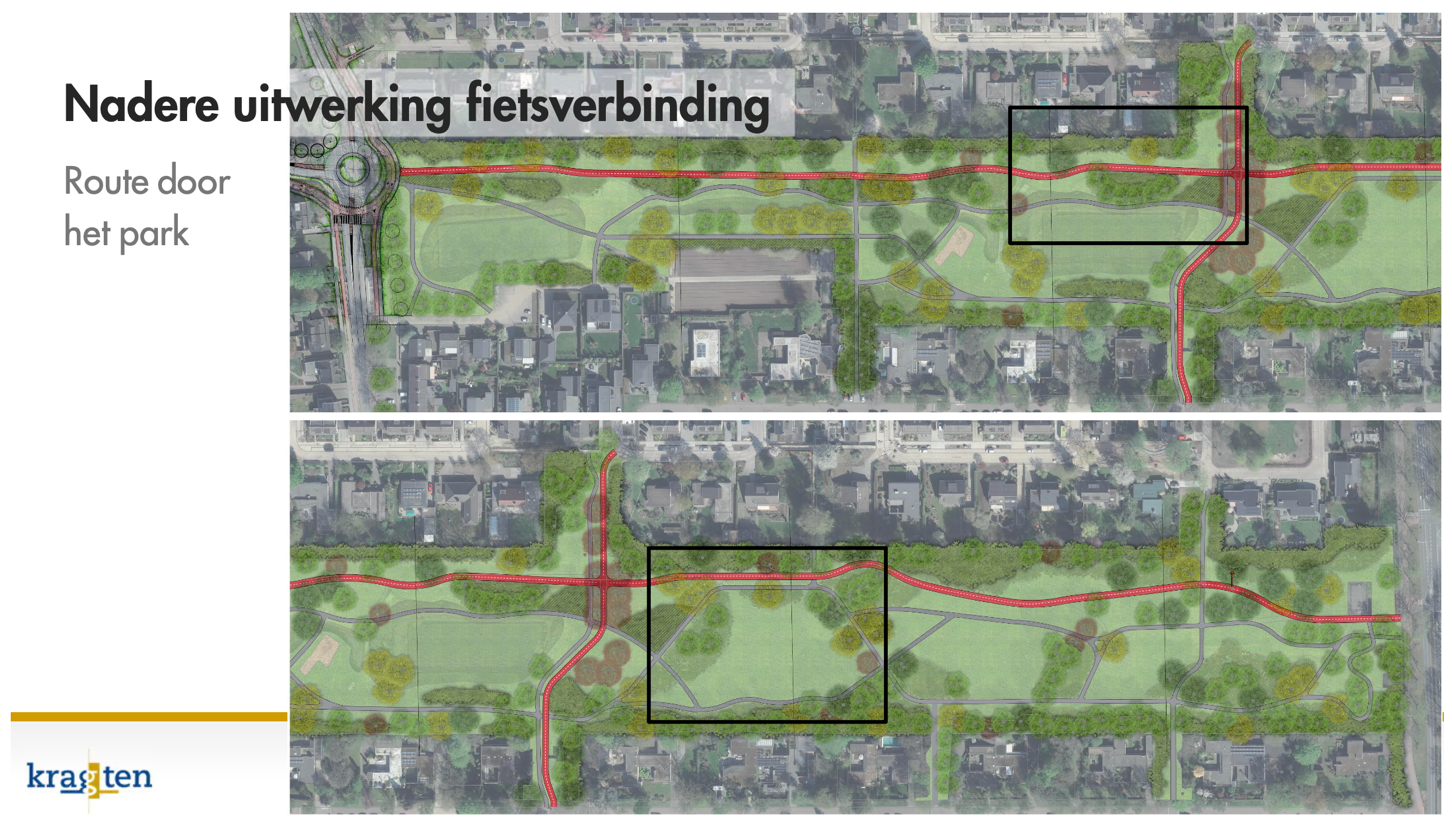 Nadere uitwerking fietsverbinding
Route door
het park
kragten